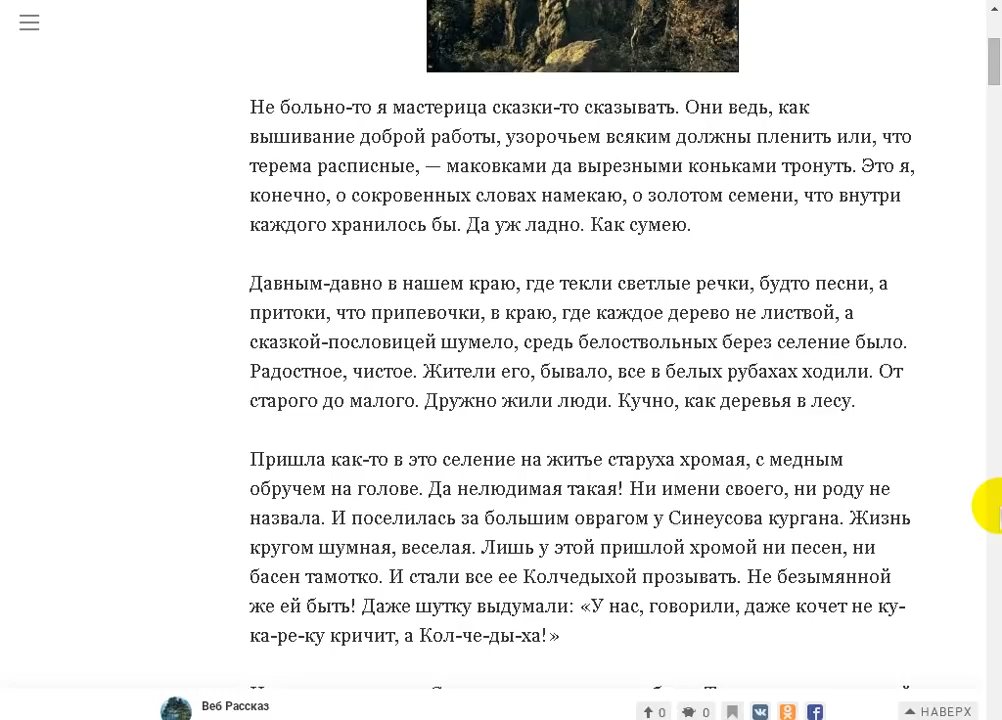 Не больно-то я мастерица сказки-то сказывать. Они ведь, как
вышивание доброй работы, узорочьем всяким должны пленить или, что
терема расписные, — маковками да вырезными коньками тронуть. Это я,
конечно, о сокровенных словах намекаю, о золотом семени, что внутри
каждого хранилось бы. Да уж ладно. Как сумею.
Давным-давно в нашем краю, где текли светлые речки, будто песни, а
притоки, что припевочки, в краю, где каждое дерево не листвой, а
сказкой-пословицей шумело, средь белоствольных берез селение было.
Радостное, чистое. Жители его, бывало, все в белых рубахах ходили. От
старого до малого. Дружно жили люди. Кучно, как деревья в лесу.
Пришла как-то в это селение на житье старуха хромая, с медным
обручем на голове. Да нелюдимая такая! Ни имени своего, ни роду не
назвала. И поселилась за большим оврагом у Синеусова кургана. Жизнь
кругом шумная, веселая. Лишь у этой пришлой хромой ни песен, ни
басен тамотко. И стали все ее Колчедыхой прозывать. Не безымянной
же ей быть! Даже шутку выдумали: «У нас, говорили, даже кочет не ку-
ка-ре-ку кричит, а Кол-че-ды-ха!»
Веб Рассказ
0
0
НАВЕРХ